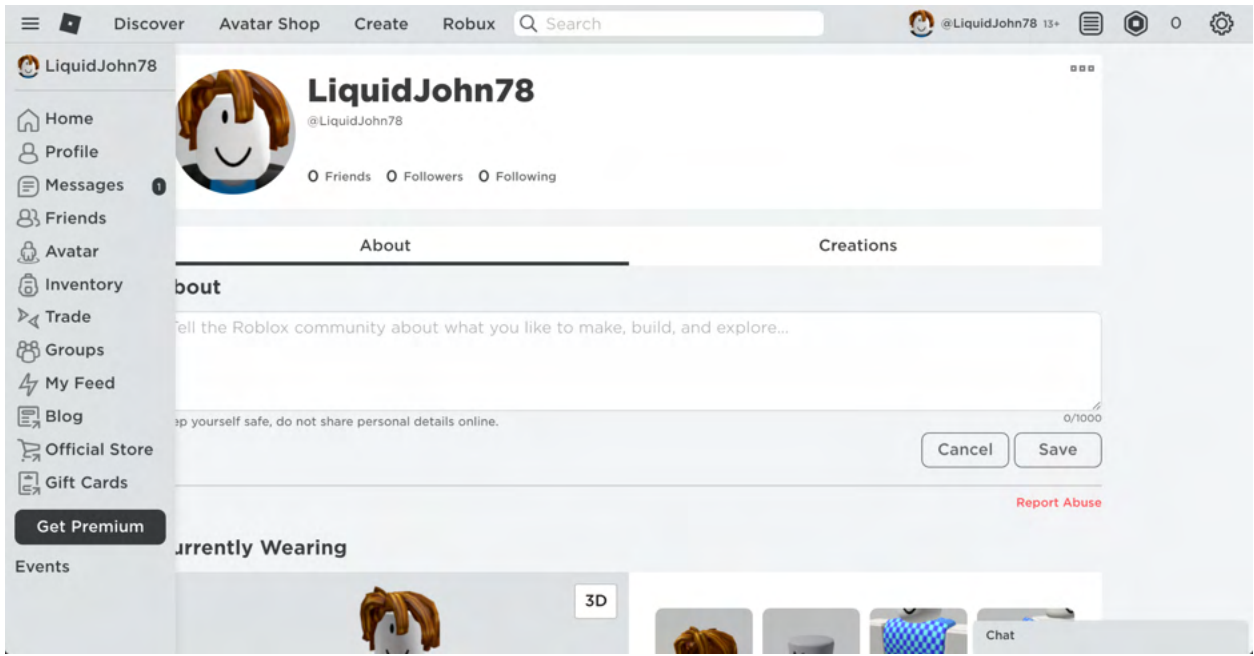 Discover Avatar Shop Create Robux Search @LiquidJohn78 13+ 0
LiquidJohn78
Home
Profile
Messages 1
Friends
Avatar
Inventory
Trade
Groups
My Feed
Blog
Official Store
Gift Cards
Get Premium
Events
LiquidJohn78
@LiquidJohn78
0 Friends 0 Followers 0 Following
About Creations
bout
Tell the Roblox community about what you like to make, build, and explore...
ep yourself safe, do not share personal details online. 0/1000
Cancel Save
Report Abuse
urrently Wearing
3D
Chat